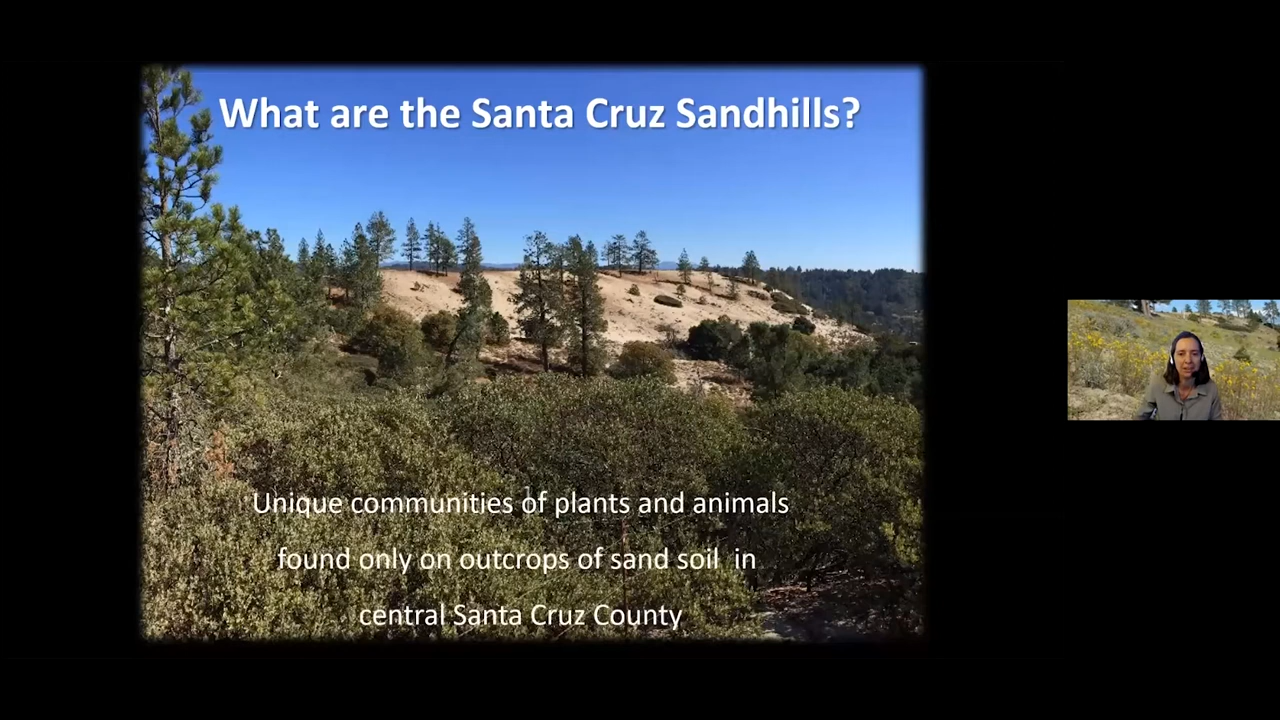 What are the Santa Cruz Sandhills?
Unique communities of plants and animals
found only on outcrops of sand soil in
central Santa Cruz County